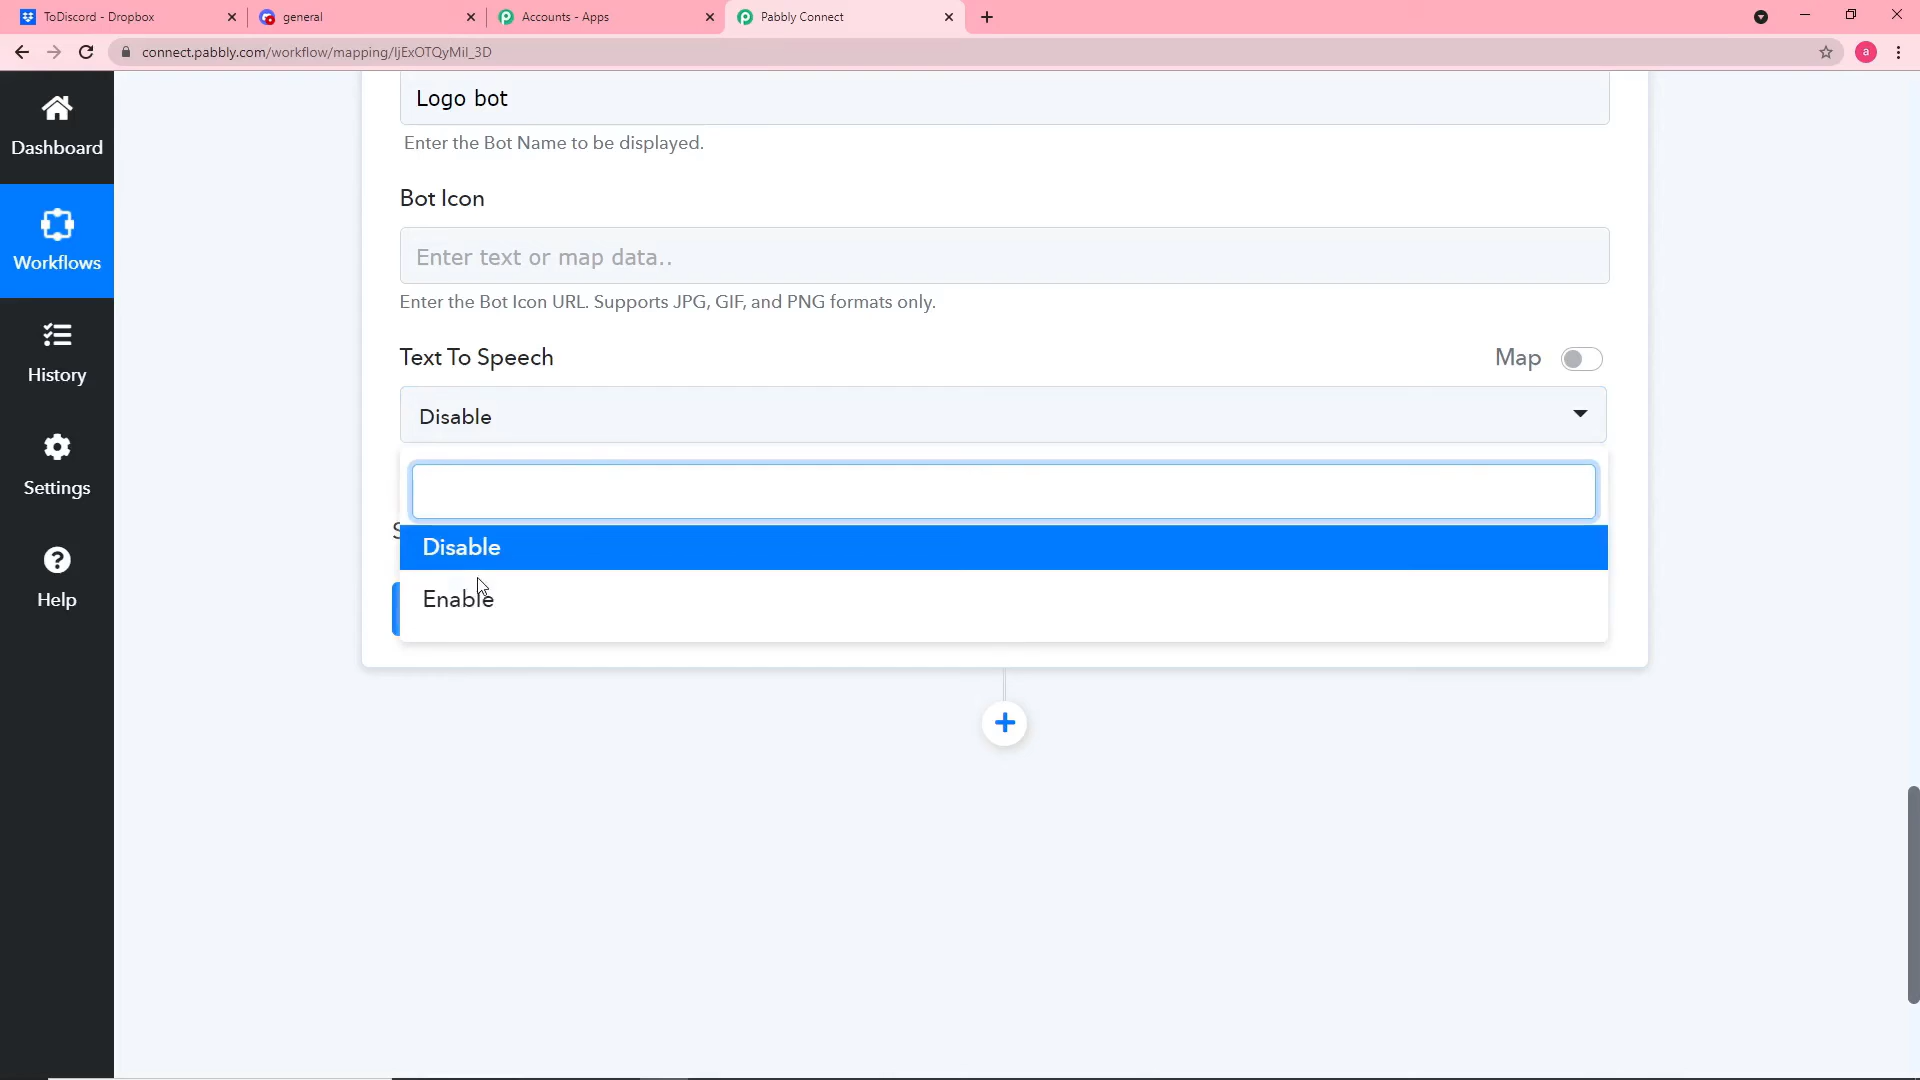 ToDiscord - Dropbox
general
Accounts - Apps
Pabbly Connect
connect.pabbly.com/workflow/mapping/IjExOTQyMiI_3D
a
Dashboard
Workflows
History
Settings
Help
Logo bot
Enter the Bot Name to be displayed.
Bot Icon
Enter text or map data..
Enter the Bot Icon URL. Supports JPG, GIF, and PNG formats only.
Text To Speech
Map
Disable
Disable
Enable